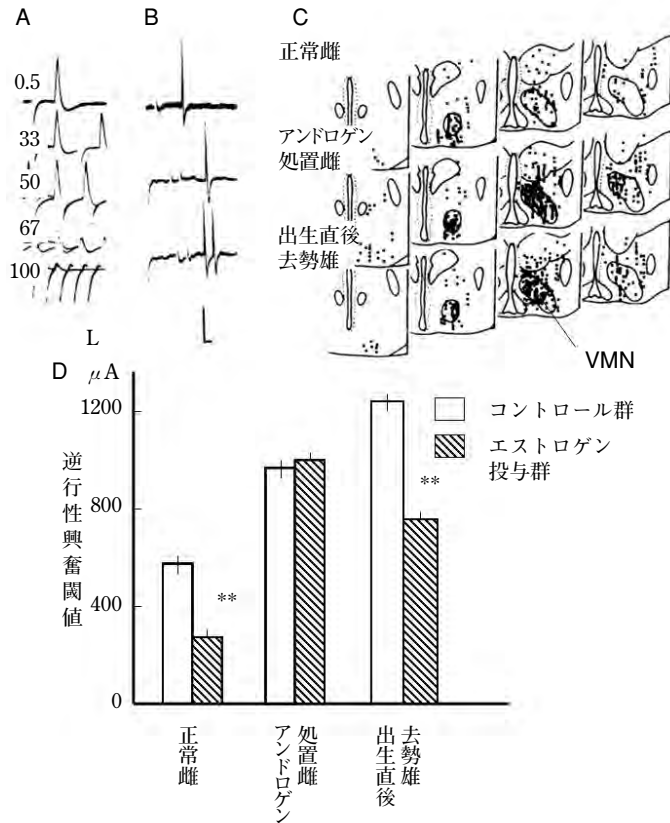 A
B
C
0.5
33
50
67
100
L
正常雌
アンドロゲン
処置雌
出生直後
去勢雄
VMN
D
μA
1200
800
400
0
逆行性興奮閾値
コントロール群
エストロゲン
投与群
**
**
正常雌
アンドロゲン
処置雌
出生直後
去勢雄